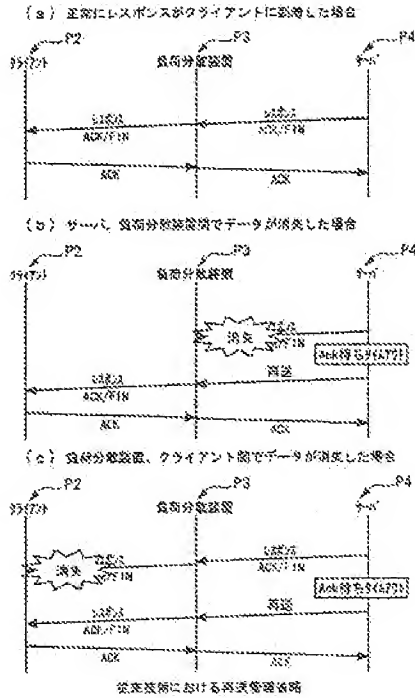 (a) 正常にレスポンスがクライアントに到着した場合
P2 P3 P4
クライアント 負荷分散装置 サーバ
レスポンス レスポンス
ACK/FIN ACK/FIN
ACK ACK
(b) サーバ、負荷分散装置間でデータが消失した場合
P2 P3 P4
クライアント 負荷分散装置 サーバ
消失 レスポンス
/FIN Ack待ちタイムアウト
レスポンス 再送
ACK/FIN
ACK ACK
(c) 負荷分散装置、クライアント間でデータが消失した場合
P2 P3 P4
クライアント 負荷分散装置 サーバ
消失 レスポンス レスポンス
/FIN ACK/FIN
Ack待ちタイムアウト
レスポンス 再送
ACK/FIN
ACK ACK
従来技術における再送管理省略